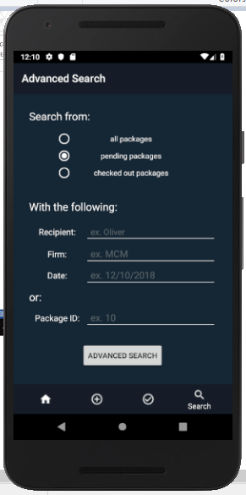 12:10
Advanced Search
Search from:
all packages
pending packages
checked out packages
With the following:
Recipient: ex. Oliver
Firm: ex. MCM
Date: ex. 12/10/2018
or:
Package ID: ex. 10
ADVANCED SEARCH
Search